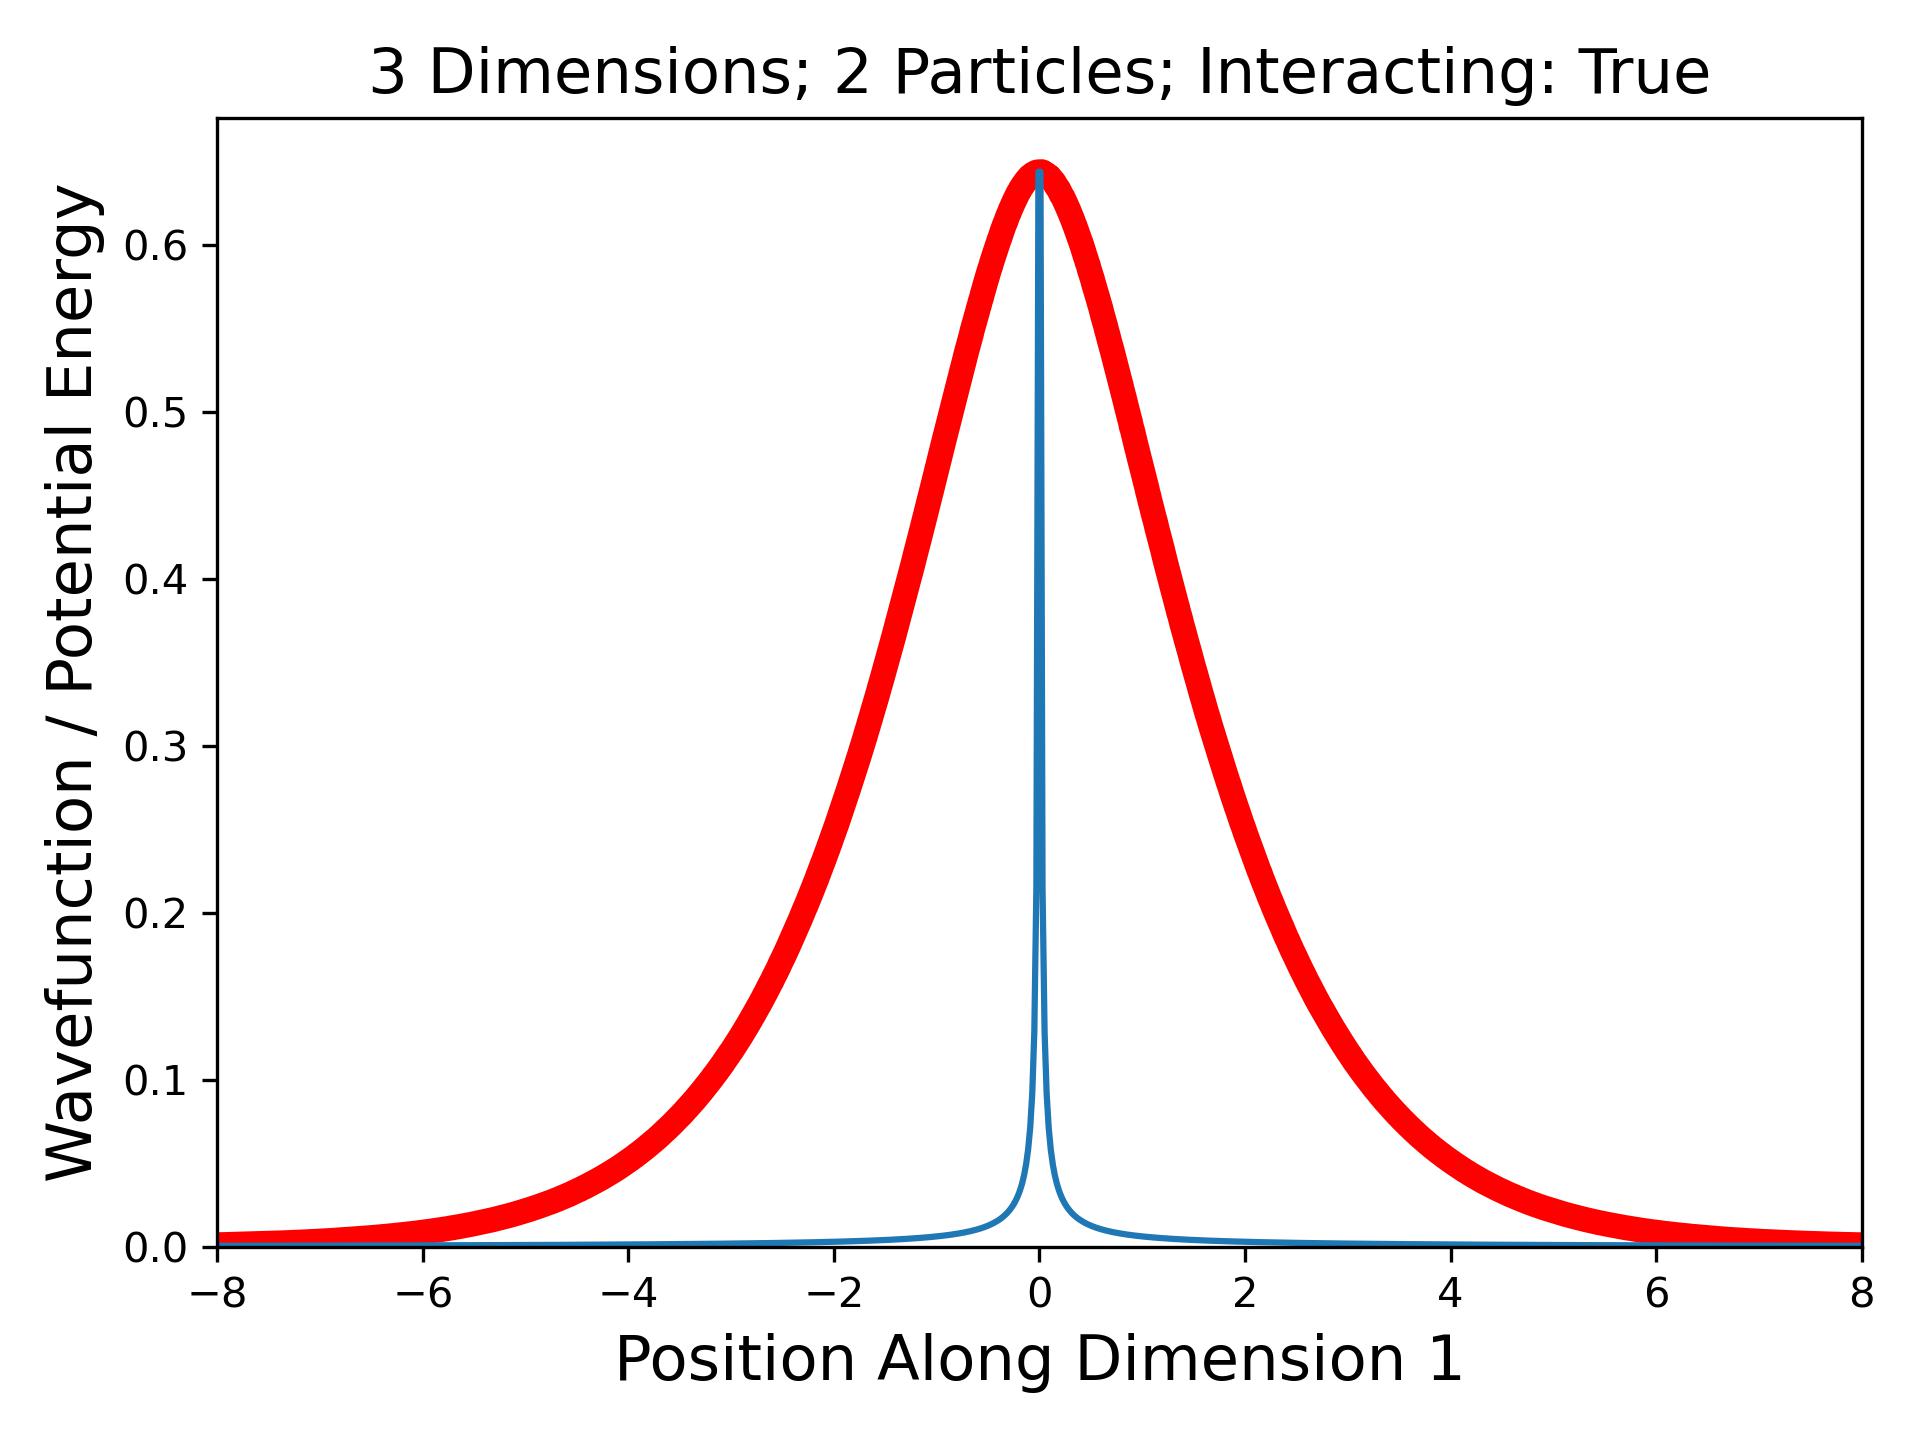 3 Dimensions; 2 Particles; Interacting: True
Wavefunction / Potential Energy
0.6
0.5
0.4
0.3
0.2
0.1
0.0
−8 −6 −4 −2 0 2 4 6 8
Position Along Dimension 1